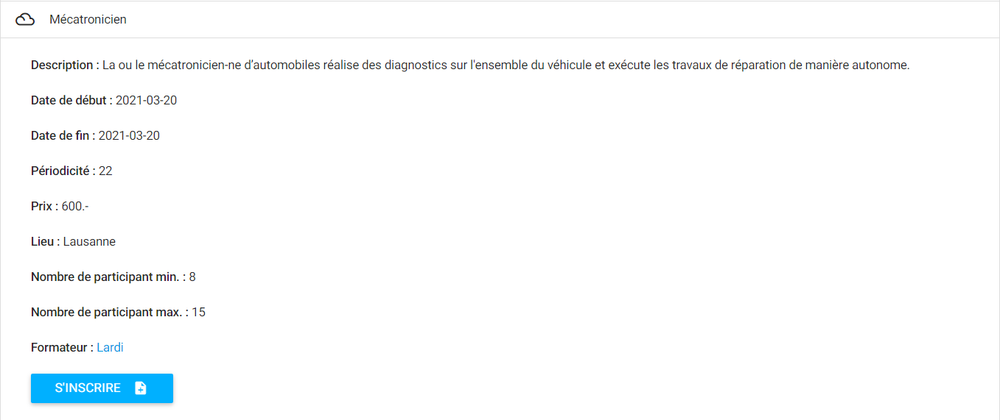 Mécatronicien
Description : La ou le mécatronicien-ne d’automobiles réalise des diagnostics sur l'ensemble du véhicule et exécute les travaux de réparation de manière autonome.
Date de début : 2021-03-20
Date de fin : 2021-03-20
Périodicité : 22
Prix : 600.-
Lieu : Lausanne
Nombre de participant min. : 8
Nombre de participant max. : 15
Formateur : Lardi
S'INSCRIRE